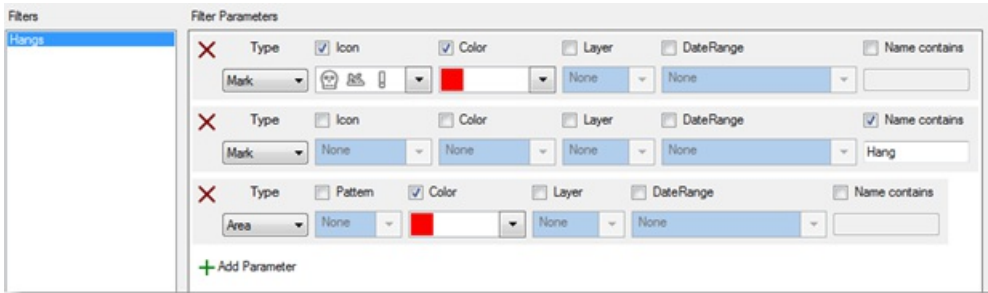 Filters Filter Parameters
Hangs
Type Icon Color Layer DateRange Name contains
Mark None None
Type Icon Color Layer DateRange Name contains
Mark None None None None Hang
Type Pattern Color Layer DateRange Name contains
Area None None None
Add Parameter